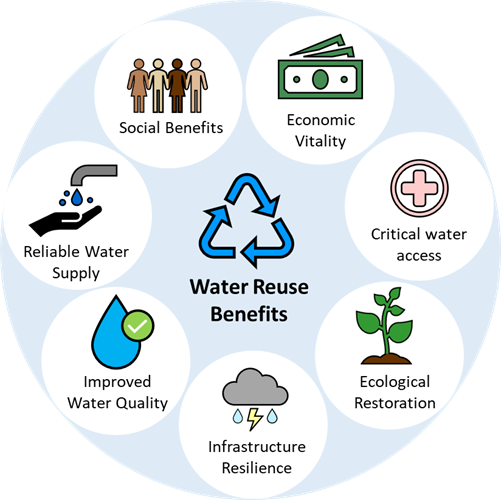 Social Benefits
Economic
Vitality
Critical water
access
Reliable Water
Supply
Water Reuse
Benefits
Improved
Water Quality
Ecological
Restoration
Infrastructure
Resilience